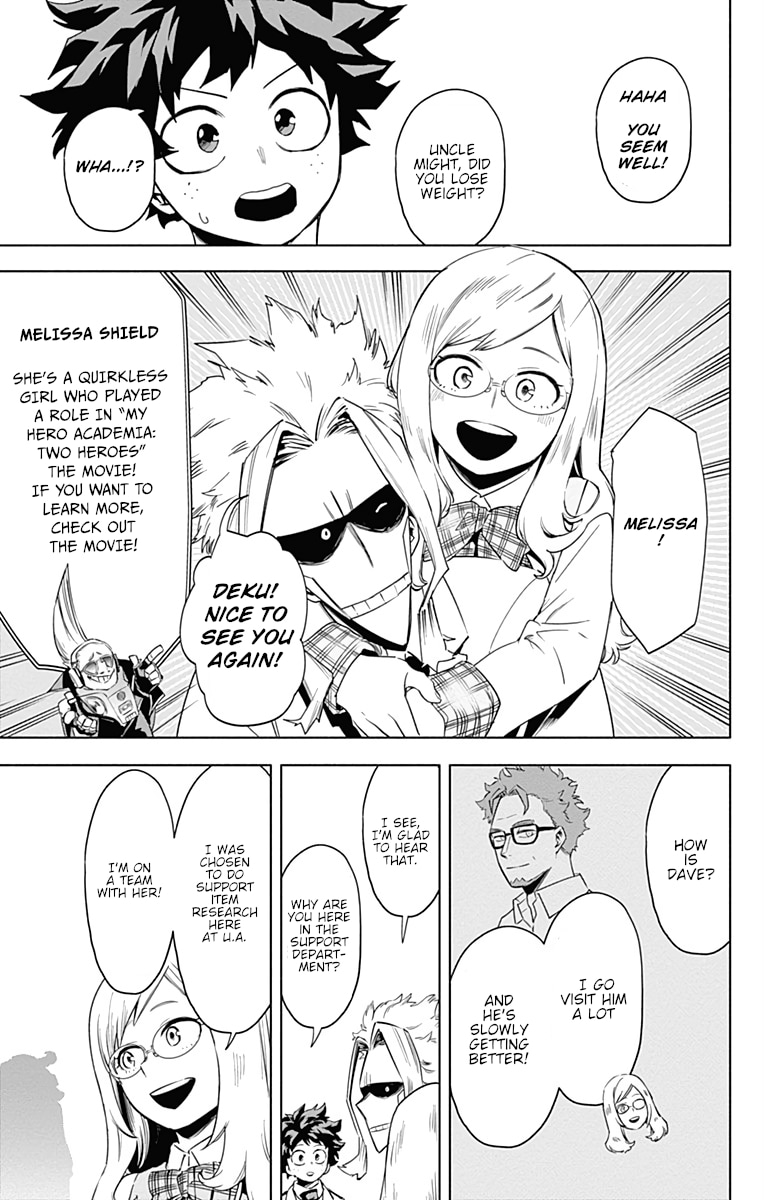 HAHA
YOU
SEEM
WELL!
UNCLE
MIGHT, DID
YOU LOSE
WEIGHT?
WHA...!?
MELISSA
!
DEKU!
NICE TO
SEE YOU
AGAIN!
MELISSA SHIELD
SHE'S A QUIRKLESS
GIRL WHO PLAYED
A ROLE IN "MY
HERO ACADEMIA:
TWO HEROES"
THE MOVIE!
IF YOU WANT TO
LEARN MORE,
CHECK OUT
THE MOVIE!
HOW
IS
DAVE?
I GO
VISIT HIM
A LOT
AND
HE'S
SLOWLY
GETTING
BETTER!
I SEE,
I'M GLAD
TO HEAR
THAT.
WHY ARE
YOU HERE
IN THE
SUPPORT
DEPART-
MENT?
I WAS
CHOSEN
TO DO
SUPPORT
ITEM
RESEARCH
HERE
AT U.A.
I'M ON
A TEAM
WITH HER!